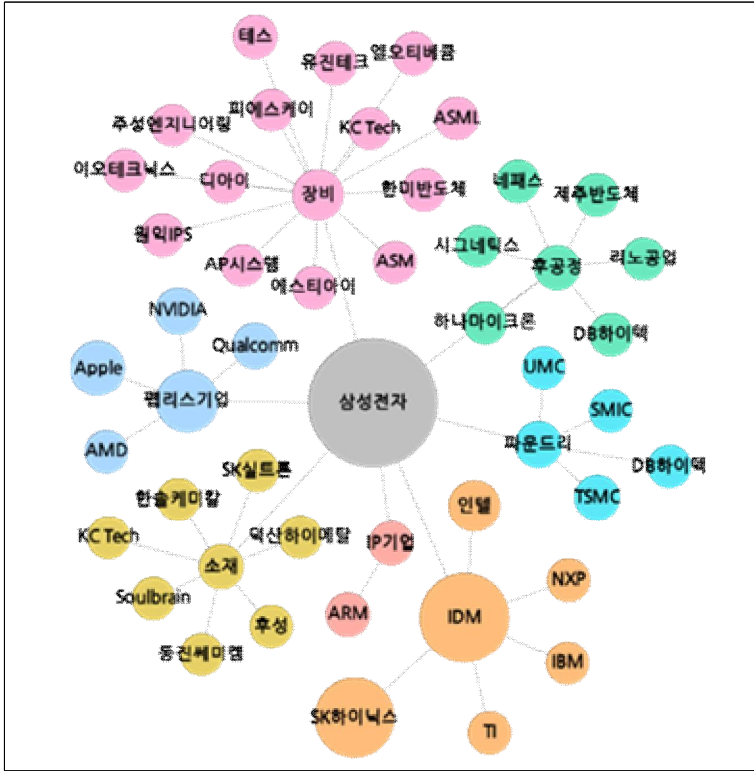 테스
유진테크
엘오티베큠
피에스케이
주성엔지니어링
KC Tech
ASML
이오테크닉스
디아이
장비
한미반도체
원익IPS
AP시스템
에스티아이
ASM
네패스
제주반도체
시그네틱스
후공정
리노공업
하나마이크론
DB하이텍
NVIDIA
Qualcomm
Apple
팹리스기업
AMD
삼성전자
UMC
SMIC
파운드리
DB하이텍
TSMC
SK실트론
한솔케미칼
KC Tech
덕산하이메탈
소재
Soulbrain
후성
동진쎄미켐
IP기업
ARM
인텔
NXP
IDM
IBM
SK하이닉스
TI